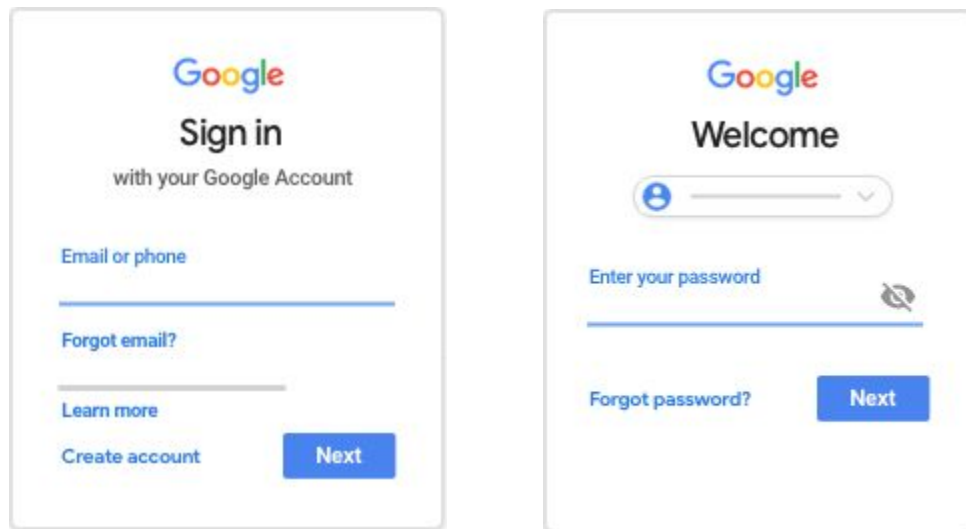 Google
Sign in
with your Google Account
Email or phone
Forgot email?
Learn more
Create account
Next
Google
Welcome
Enter your password
Forgot password?
Next